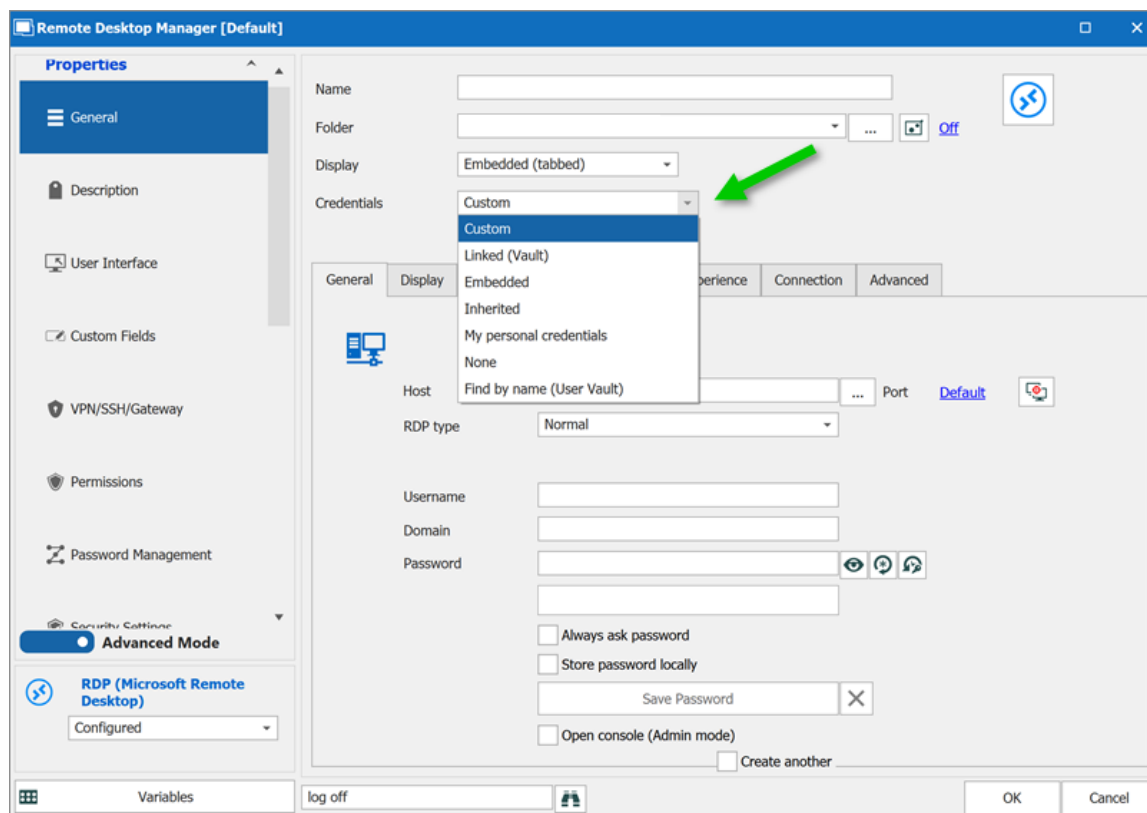 Remote Desktop Manager [Default]
Properties
General
Description
User Interface
Custom Fields
VPN/SSH/Gateway
Permissions
Password Management
Security Settings
Advanced Mode
RDP (Microsoft Remote
Desktop)
Configured
Variables
Name
Folder
... Off
Display Embedded (tabbed)
Credentials Custom
Custom
Linked (Vault)
Embedded
Inherited
My personal credentials
None
Find by name (User Vault)
General Display perience Connection Advanced
Host ... Port Default
RDP type Normal
Username
Domain
Password
Always ask password
Store password locally
Save Password
Open console (Admin mode)
Create another
log off
OK Cancel